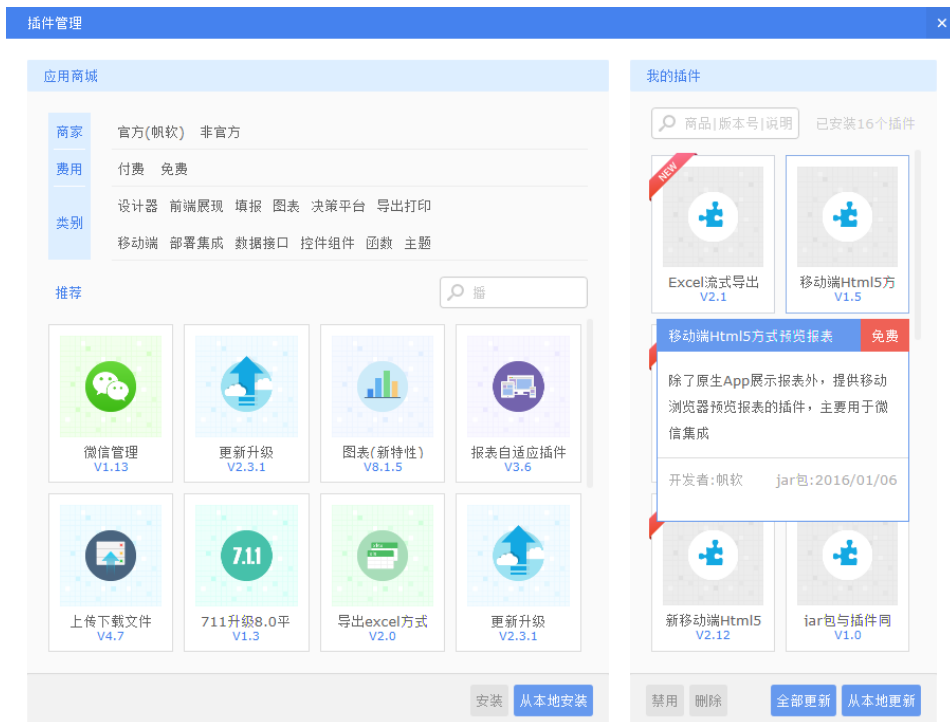 插件管理
应用商城
商家 官方(帆软) 非官方
费用 付费 免费
类别
设计器 前端展现 填报 图表 决策平台 导出打印
移动端 部署集成 数据接口 控件组件 函数 主题
推荐
播
微信管理
V1.13
更新升级
V2.3.1
图表(新特性)
V8.1.5
报表自适应插件
V3.6
上传下载文件
V4.7
7.1.1
711升级8.0平
V1.3
导出excel方式
V2.0
更新升级
V2.3.1
安装 从本地安装
我的插件
商品|版本号|说明 已安装16个插件
NEW
Excel流式导出
V2.1
移动端Html5方
V1.5
移动端Html5方式预览报表 免费
除了原生App展示报表外，提供移动
浏览器预览报表的插件，主要用于微
信集成
开发者:帆软 jar包:2016/01/06
新移动端Html5
V2.12
jar包与插件同
V1.0
禁用 删除 全部更新 从本地更新